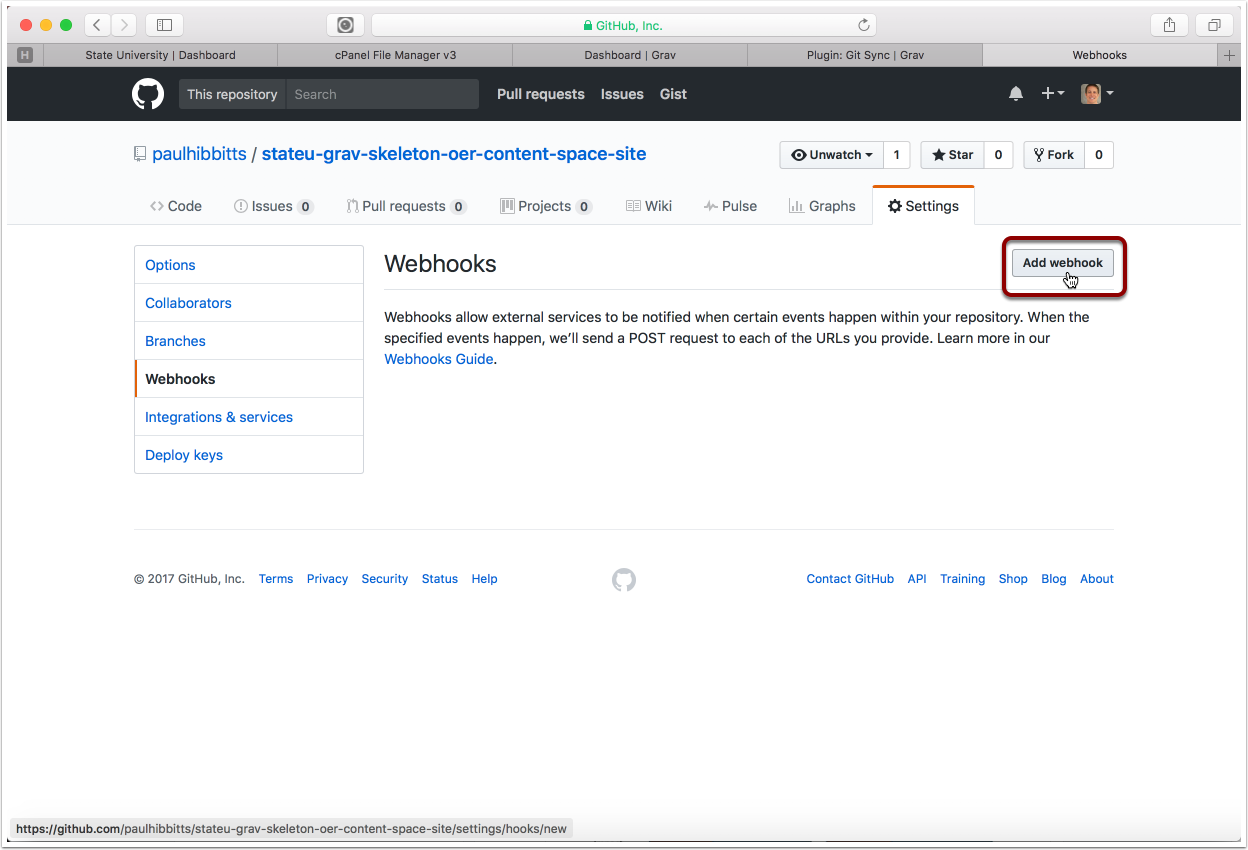 GitHub, Inc.
H
State University | Dashboard
cPanel File Manager v3
Dashboard | Grav
Plugin: Git Sync | Grav
Webhooks
This repository Search Pull requests Issues Gist
paulhibbitts / stateu-grav-skeleton-oer-content-space-site
Unwatch 1 Star 0 Fork 0
Code Issues 0 Pull requests 0 Projects 0 Wiki Pulse Graphs Settings
Options
Collaborators
Branches
Webhooks
Integrations & services
Deploy keys
Webhooks
Add webhook
Webhooks allow external services to be notified when certain events happen within your repository. When the
specified events happen, we’ll send a POST request to each of the URLs you provide. Learn more in our
Webhooks Guide.
© 2017 GitHub, Inc. Terms Privacy Security Status Help
Contact GitHub API Training Shop Blog About
https://github.com/paulhibbitts/stateu-grav-skeleton-oer-content-space-site/settings/hooks/new